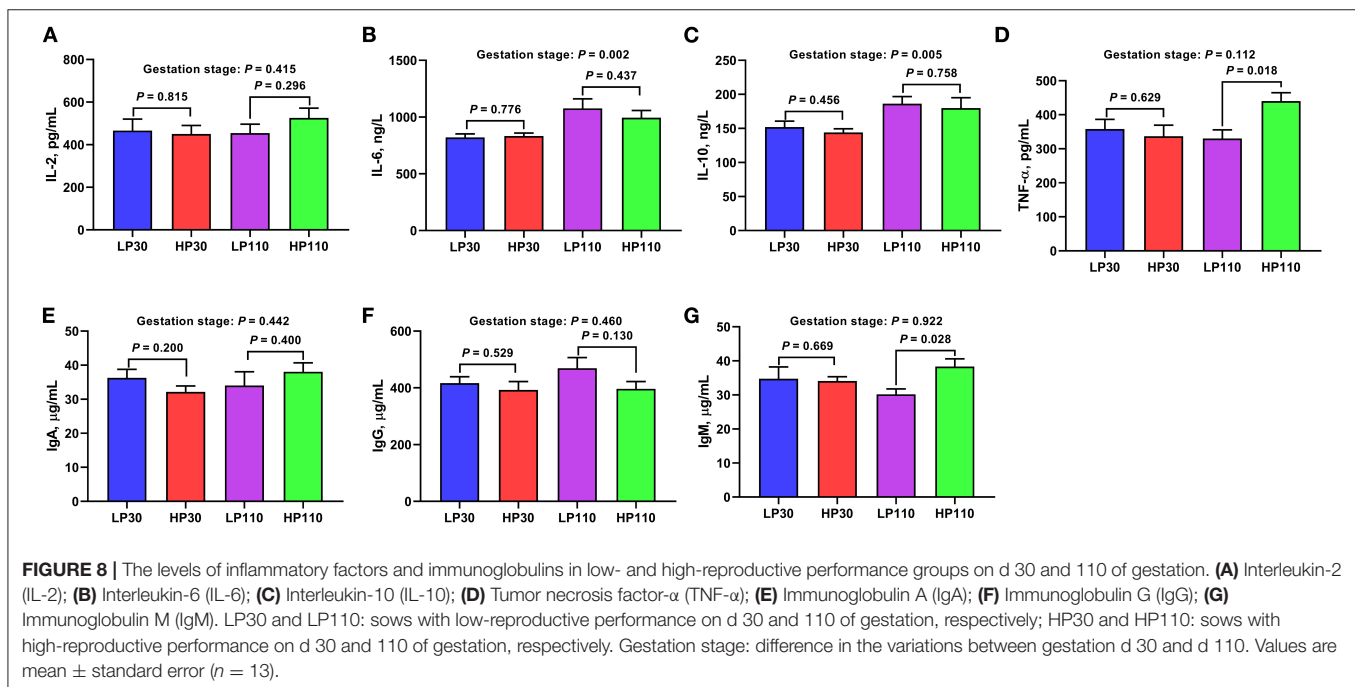 A
Gestation stage: P = 0.415
P = 0.815
P = 0.296
IL-2, pg/mL
800
600
400
200
0
LP30 HP30 LP110 HP110
B
Gestation stage: P = 0.002
P = 0.437
P = 0.776
IL-6, ng/L
1500
1000
500
0
LP30 HP30 LP110 HP110
C
Gestation stage: P = 0.005
P = 0.758
P = 0.456
IL-10, ng/L
250
200
150
100
50
0
LP30 HP30 LP110 HP110
D
Gestation stage: P = 0.112
P = 0.018
P = 0.629
TNF-α, pg/mL
500
400
300
200
100
0
LP30 HP30 LP110 HP110
E
Gestation stage: P = 0.442
P = 0.200
P = 0.400
IgA, μg/mL
50
40
30
20
10
0
LP30 HP30 LP110 HP110
F
Gestation stage: P = 0.460
P = 0.130
P = 0.529
IgG, μg/mL
600
400
200
0
LP30 HP30 LP110 HP110
G
Gestation stage: P = 0.922
P = 0.669
P = 0.028
IgM, μg/mL
50
40
30
20
10
0
LP30 HP30 LP110 HP110
FIGURE 8 | The levels of inflammatory factors and immunoglobulins in low- and high-reproductive performance groups on d 30 and 110 of gestation. (A) Interleukin-2
(IL-2); (B) Interleukin-6 (IL-6); (C) Interleukin-10 (IL-10); (D) Tumor necrosis factor-α (TNF-α); (E) Immunoglobulin A (IgA); (F) Immunoglobulin G (IgG); (G)
Immunoglobulin M (IgM). LP30 and LP110: sows with low-reproductive performance on d 30 and 110 of gestation, respectively; HP30 and HP110: sows with
high-reproductive performance on d 30 and 110 of gestation, respectively. Gestation stage: difference in the variations between gestation d 30 and d 110. Values are
mean ± standard error (n = 13).